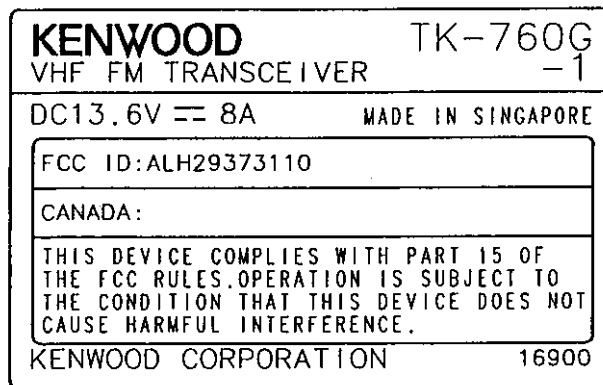 KENWOOD TK-760G
VHF FM TRANSCEIVER -1
DC13.6V ⎓ 8A MADE IN SINGAPORE
FCC ID:ALH29373110
CANADA:
THIS DEVICE COMPLIES WITH PART 15 OF
THE FCC RULES.OPERATION IS SUBJECT TO
THE CONDITION THAT THIS DEVICE DOES NOT
CAUSE HARMFUL INTERFERENCE.
KENWOOD CORPORATION 16900